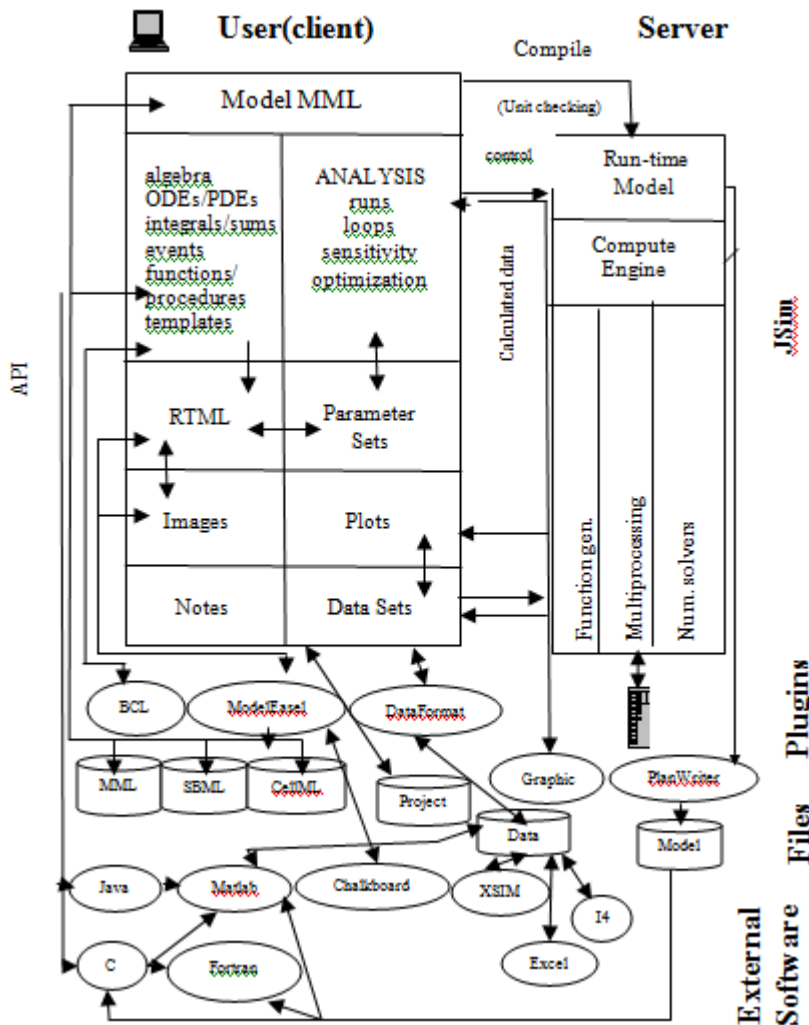 User(client)
Server
Compile
Model MML
(Unit checking)
control
algebra
ODEs/PDEs
integrals/sums
events
functions/
procedures
templates
ANALYSIS
runs
loops
sensitivity
optimization
Run-time
Model
Compute
Engine
Calculated data
JSim
API
RTML
Parameter
Sets
Images
Plots
Notes
Data Sets
Function gen.
Multiprocessing
Num. solvers
BCL
ModelEasel
DataFormat
Graphic
PlanWriter
Plugins
MML
SBML
CellML
Project
Data
Model
Files
Java
Matlab
Chalkboard
XSIM
I4
C
Fortran
Excel
External
Software